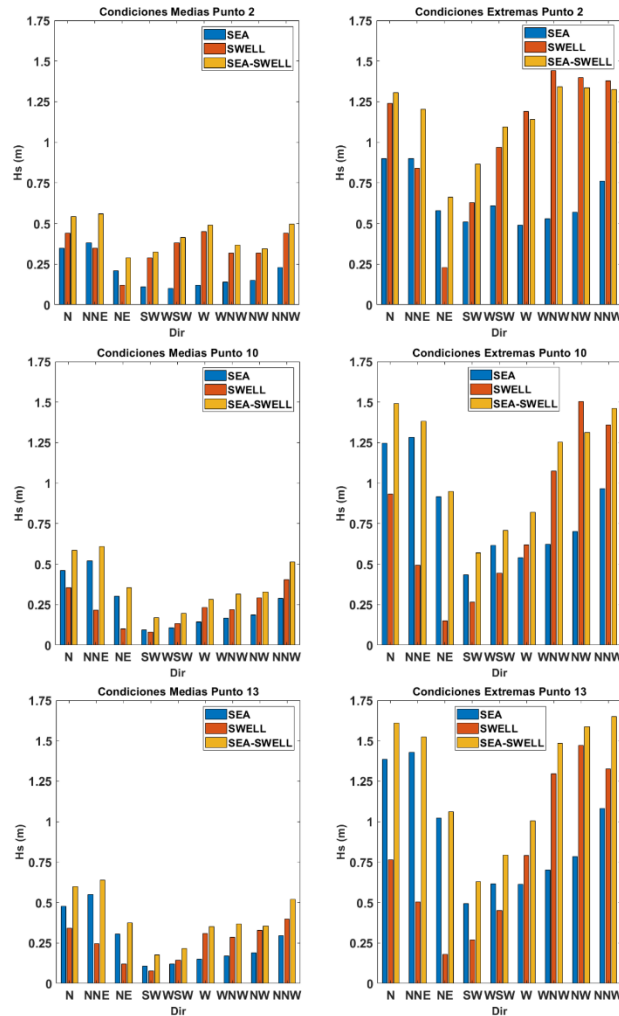 Condiciones Medias Punto 2
1.75
1.5
1.25
1
0.75
0.5
0.25
0
Hs (m)
SEA
SWELL
SEA-SWELL
N NNE NE SW WSW W WNW NW NNW
Dir
Condiciones Extremas Punto 2
1.75
1.5
1.25
1
0.75
0.5
0.25
0
Hs (m)
SEA
SWELL
SEA-SWELL
N NNE NE SW WSW W WNW NW NNW
Dir
Condiciones Medias Punto 10
1.75
1.5
1.25
1
0.75
0.5
0.25
0
Hs (m)
SEA
SWELL
SEA-SWELL
N NNE NE SW WSW W WNW NW NNW
Dir
Condiciones Extremas Punto 10
1.75
1.5
1.25
1
0.75
0.5
0.25
0
Hs (m)
SEA
SWELL
SEA-SWELL
N NNE NE SW WSW W WNW NW NNW
Dir
Condiciones Medias Punto 13
1.75
1.5
1.25
1
0.75
0.5
0.25
0
Hs (m)
SEA
SWELL
SEA-SWELL
N NNE NE SW WSW W WNW NW NNW
Dir
Condiciones Extremas Punto 13
1.75
1.5
1.25
1
0.75
0.5
0.25
0
Hs (m)
SEA
SWELL
SEA-SWELL
N NNE NE SW WSW W WNW NW NNW
Dir